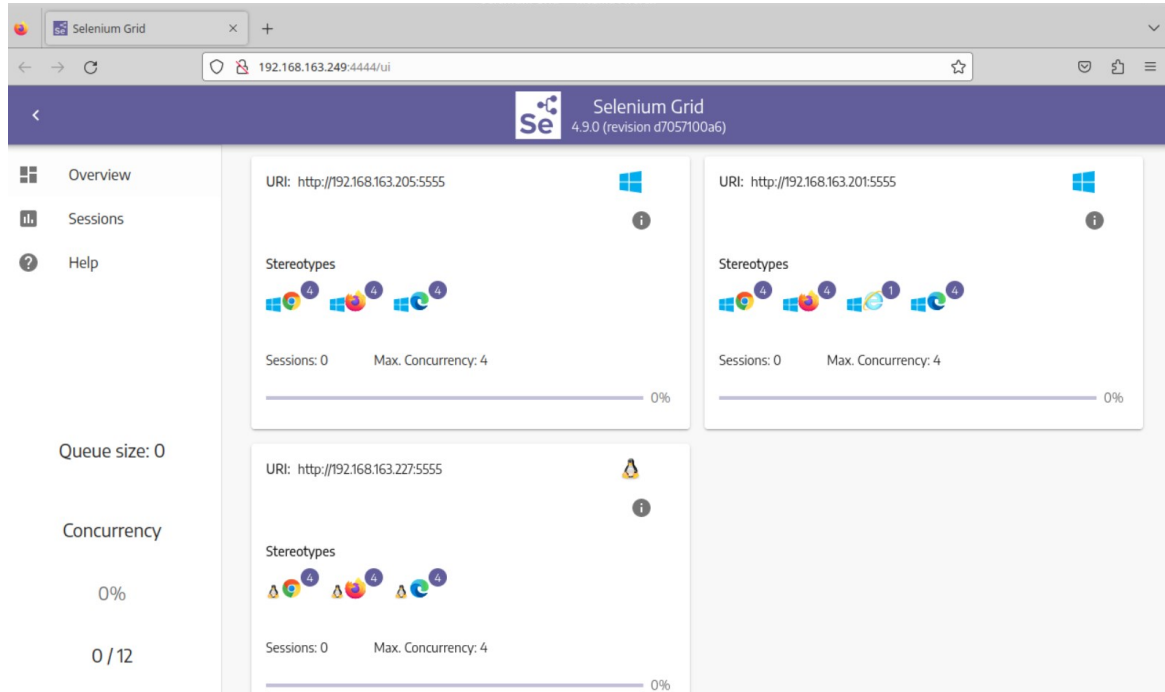 Selenium Grid
192.168.163.249:4444/ui
Se
Selenium Grid
4.9.0 (revision d7057100a6)
Overview
Sessions
Help
Queue size: 0
Concurrency
0%
0 / 12
URI: http://192.168.163.205:5555
Stereotypes
4 4 4
Sessions: 0 Max. Concurrency: 4
0%
URI: http://192.168.163.201:5555
Stereotypes
4 4 1 4
Sessions: 0 Max. Concurrency: 4
0%
URI: http://192.168.163.227:5555
Stereotypes
4 4 4
Sessions: 0 Max. Concurrency: 4
0%